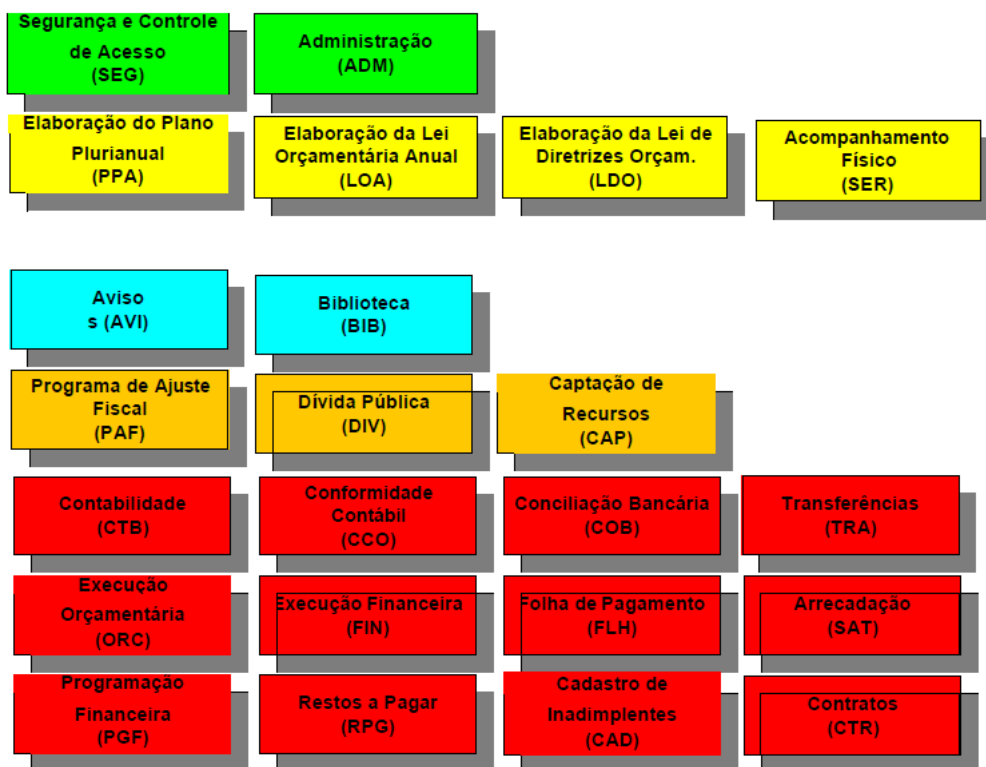 Segurança e Controle
de Acesso
(SEG)
Administração
(ADM)
Elaboração do Plano
Plurianual
(PPA)
Elaboração da Lei
Orçamentária Anual
(LOA)
Elaboração da Lei de
Diretrizes Orçam.
(LDO)
Acompanhamento
Físico
(SER)
Aviso
s (AVI)
Biblioteca
(BIB)
Programa de Ajuste
Fiscal
(PAF)
Dívida Pública
(DIV)
Captação de
Recursos
(CAP)
Contabilidade
(CTB)
Conformidade
Contábil
(CCO)
Conciliação Bancária
(COB)
Transferências
(TRA)
Execução
Orçamentária
(ORC)
Execução Financeira
(FIN)
Folha de Pagamento
(FLH)
Arrecadação
(SAT)
Programação
Financeira
(PGF)
Restos a Pagar
(RPG)
Cadastro de
Inadimplentes
(CAD)
Contratos
(CTR)